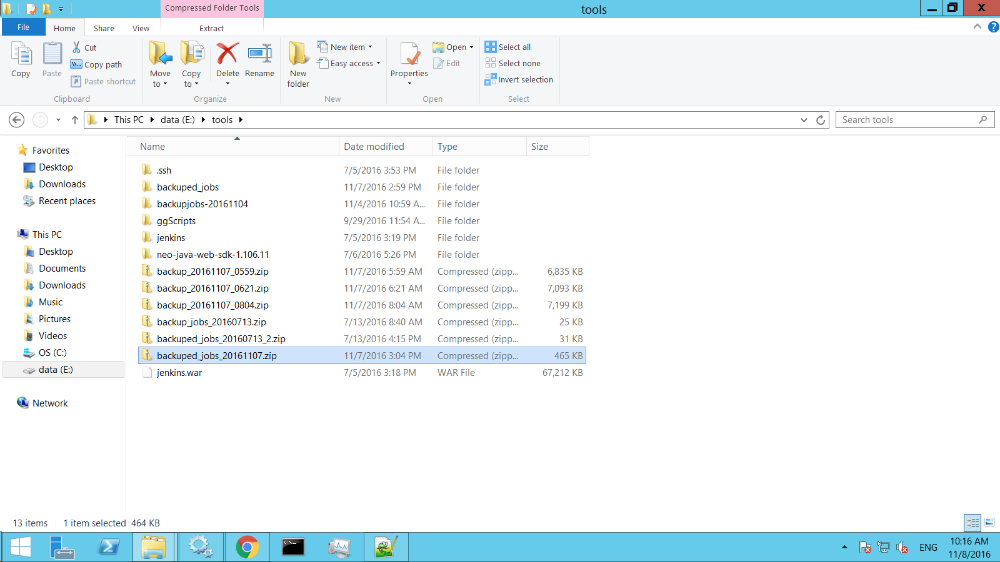 Compressed Folder Tools
tools
File
Home
Share
View
Extract
Copy
Paste
Cut
Copy path
Paste shortcut
Clipboard
Move to
Copy to
Delete
Rename
Organize
New folder
New item
Easy access
New
Properties
Open
Edit
Open
Select all
Select none
Invert selection
Select
This PC
data (E:)
tools
Search tools
Name Date modified Type Size
.ssh 7/5/2016 3:53 PM File folder
backuped_jobs 11/7/2016 2:59 PM File folder
backupjobs-20161104 11/4/2016 10:59 A... File folder
ggScripts 9/29/2016 11:54 A... File folder
jenkins 7/5/2016 3:19 PM File folder
neo-java-web-sdk-1.106.11 7/6/2016 5:26 PM File folder
backup_20161107_0559.zip 11/7/2016 5:59 AM Compressed (zipp... 6,835 KB
backup_20161107_0621.zip 11/7/2016 6:21 AM Compressed (zipp... 7,093 KB
backup_20161107_0804.zip 11/7/2016 8:04 AM Compressed (zipp... 7,199 KB
backup_jobs_20160713.zip 7/13/2016 8:40 AM Compressed (zipp... 25 KB
backuped_jobs_20160713_2.zip 7/13/2016 4:15 PM Compressed (zipp... 31 KB
backuped_jobs_20161107.zip 11/7/2016 3:04 PM Compressed (zipp... 465 KB
jenkins.war 7/5/2016 3:18 PM WAR File 67,212 KB
Favorites
Desktop
Downloads
Recent places
This PC
Desktop
Documents
Downloads
Music
Pictures
Videos
OS (C:)
data (E:)
Network
13 items 1 item selected 464 KB
ENG
10:16 AM
11/8/2016